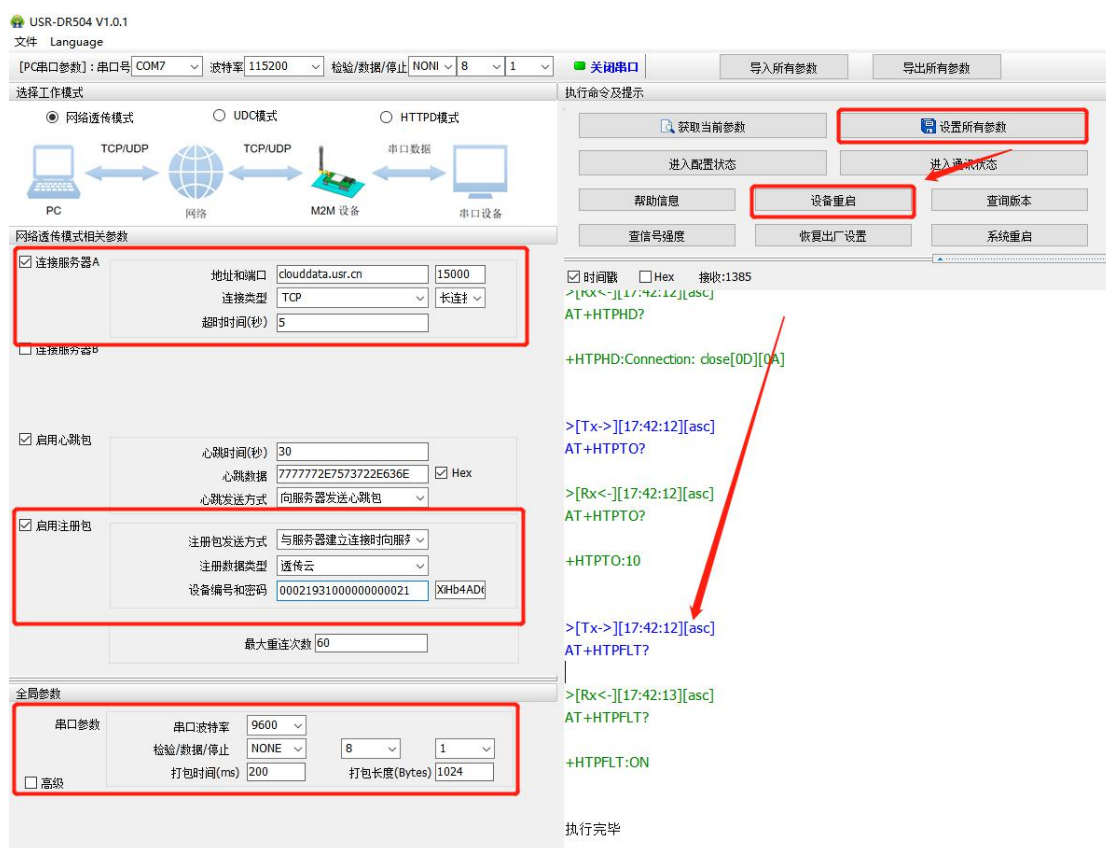 USR-DR504 V1.0.1
文件 Language
[PC串口参数]：串口号 COM7 波特率 115200 检验/数据/停止 NONI 8 1 关闭串口 导入所有参数 导出所有参数
选择工作模式
网络透传模式 UDC模式 HTTPD模式
TCP/UDP TCP/UDP 串口数据
PC 网络 M2M 设备 串口设备
网络透传模式相关参数
连接服务器A
地址和端口 clouddata.usr.cn 15000
连接类型 TCP 长连接
超时时间(秒) 5
连接服务器B
启用心跳包
心跳时间(秒) 30
心跳数据 7777772E7573722E636E Hex
心跳发送方式 向服务器发送心跳包
启用注册包
注册包发送方式 与服务器建立连接时向服务
注册数据类型 透传云
设备编号和密码 00021931000000000021 XiHb4AD
最大重连次数 60
全局参数
串口参数 串口波特率 9600
检验/数据/停止 NONE 8 1
打包时间(ms) 200 打包长度(Bytes) 1024
高级
执行命令及提示
获取当前参数 设置所有参数
进入配置状态 进入通讯状态
帮助信息 设备重启 查询版本
查信号强度 恢复出厂设置 系统重启
时间戳 Hex 接收:1385
>[Rx<-][17:42:12][asc]
AT+HTPHD?
+HTPHD:Connection: close[0D][0A]
>[Tx->][17:42:12][asc]
AT+HTPTO?
>[Rx<-][17:42:12][asc]
AT+HTPTO?
+HTPTO:10
>[Tx->][17:42:12][asc]
AT+HTPFLT?
>[Rx<-][17:42:13][asc]
AT+HTPFLT?
+HTPFLT:ON
执行完毕